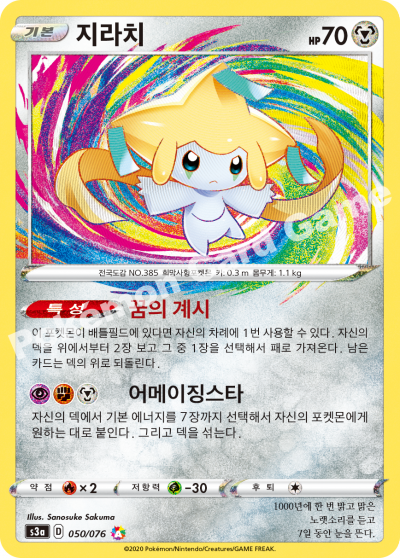 기본 지라치 HP 70
전국도감 NO.385 희망사항포켓몬 키: 0.3 m 몸무게: 1.1 kg
특성 꿈의 계시
이 포켓몬이 배틀필드에 있다면 자신의 차례에 1번 사용할 수 있다. 자신의
덱을 위에서부터 2장 보고 그 중 1장을 선택해서 패로 가져온다. 남은
카드는 덱의 위로 되돌린다.
어메이징스타
자신의 덱에서 기본 에너지를 7장까지 선택해서 자신의 포켓몬에게
원하는 대로 붙인다. 그리고 덱을 섞는다.
약점 ×2 저항력 -30 후퇴
Illus. Sanosuke Sakuma
s3a D 050/076
1000년에 한 번 맑고 맑은
노랫소리를 듣고
7일 동안 눈을 뜬다.
©2020 Pokémon/Nintendo/Creatures/GAME FREAK.
Pokémon Card Game